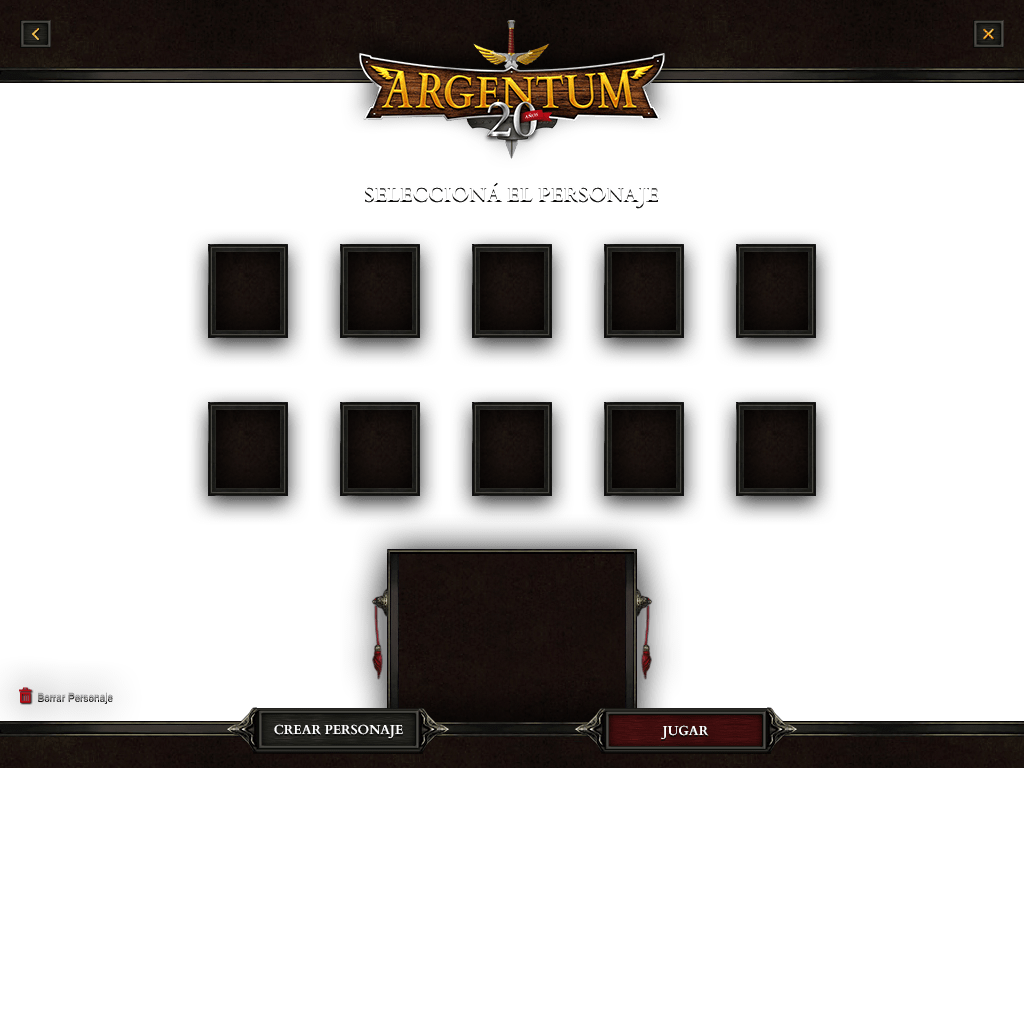 ARGENTUM
20 AÑOS
SELECCIONÁ EL PERSONAJE
Borrar Personaje
CREAR PERSONAJE
JUGAR